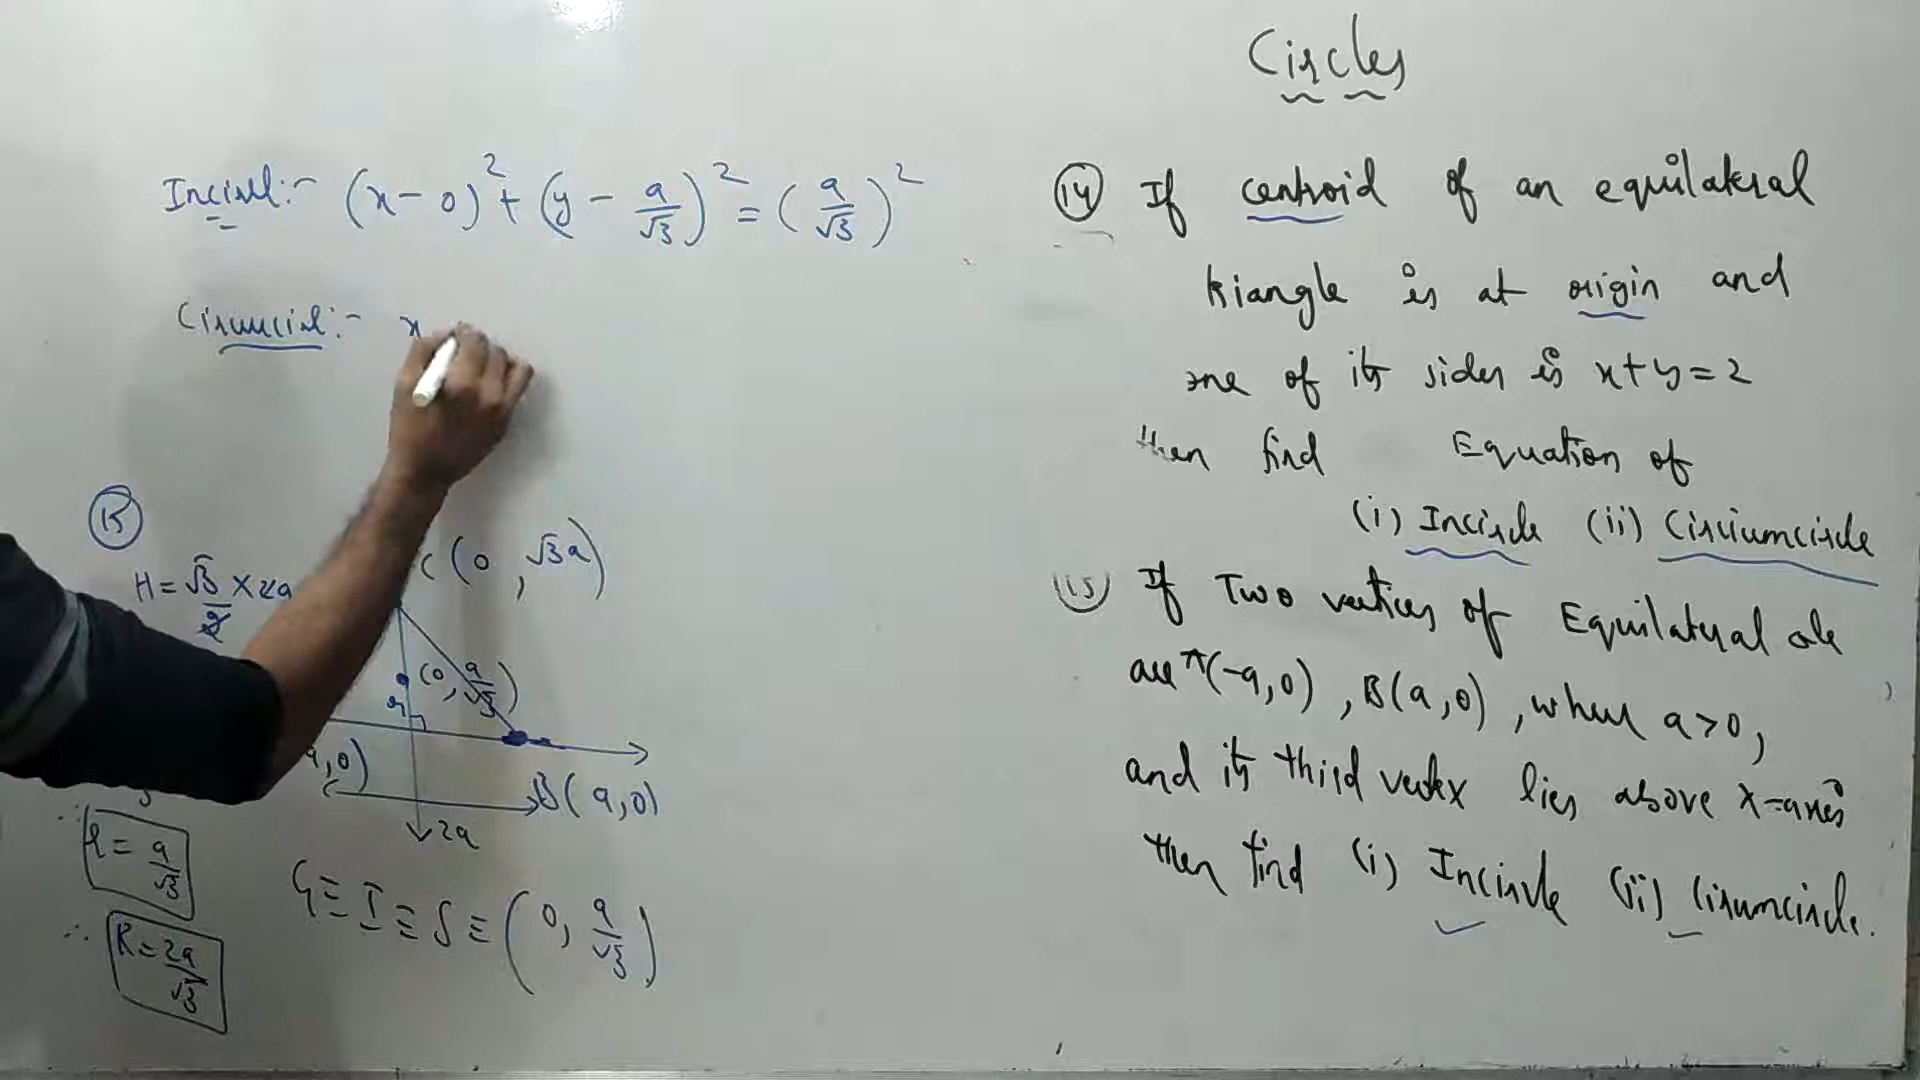 Circles
Incircle:- (x-0)² + (y - a/√3)² = (a/√3)²
Circumcircle:- x
(15)
H = √3/2 × 2a
C (0, √3a)
(0, a/√3)
r
a, 0)
B(a, 0)
2a
∴ r = a/√3
∴ R = 2a/√3
G ≡ I ≡ S ≡ (0, a/√3)
(14) If centroid of an equilateral
triangle is at origin and
one of its sides is x+y=2
then find Equation of
(i) Incircle (ii) Circiumcircle
(15) If Two vertices of Equilateral
are A(-a,0), B(a,0), where a>0,
and its third vertex lies above x-axis
then find (i) Incircle (ii) Circumcircle.